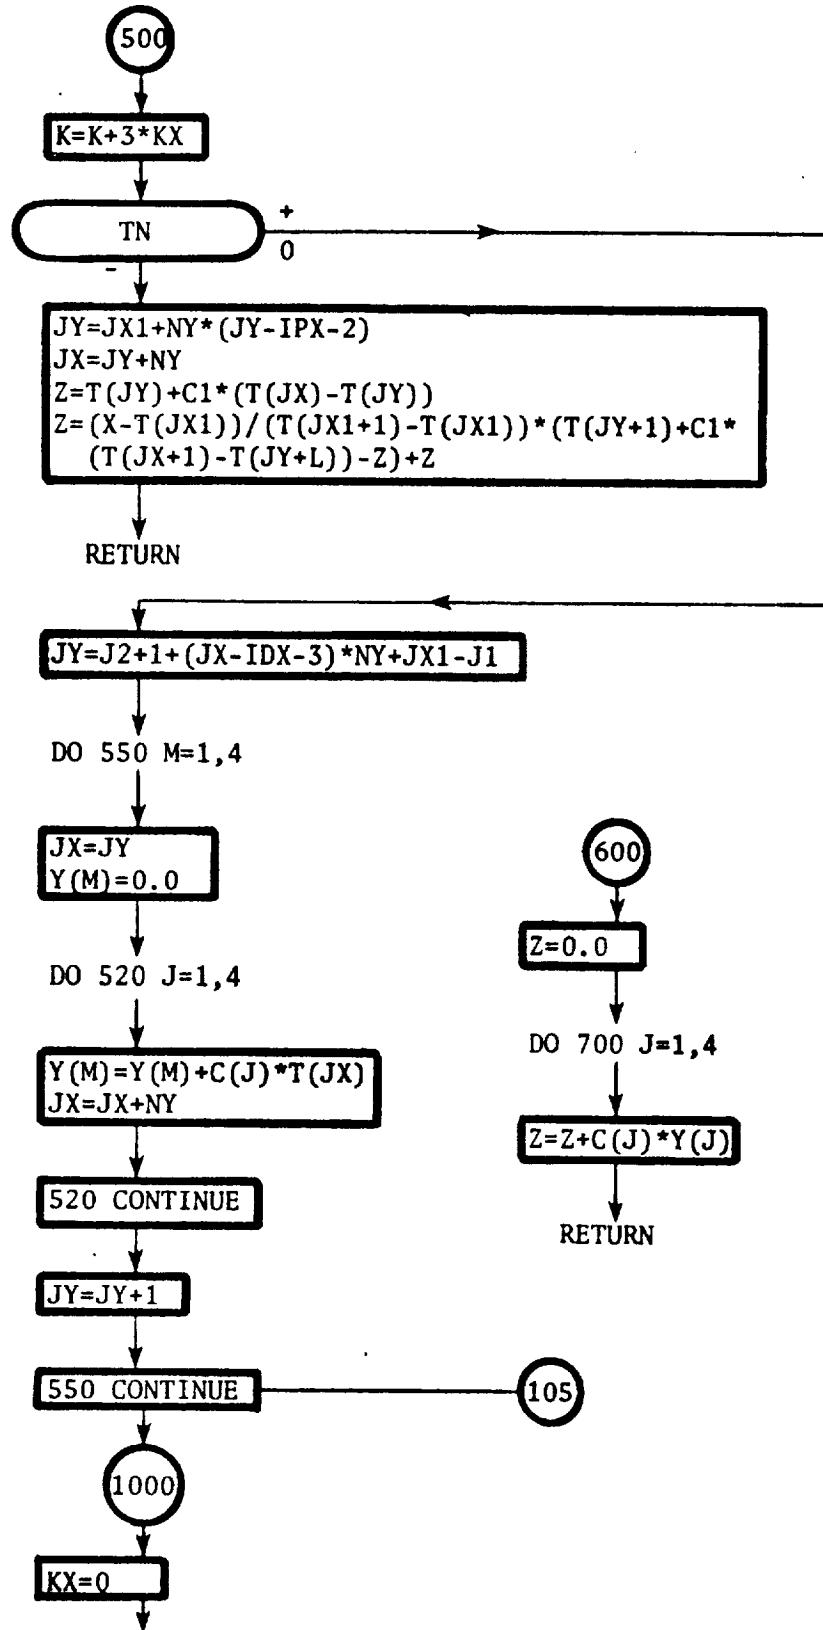 500
K=K+3*KX
TN
+
0
-
JY=JX1+NY*(JY-IPX-2)
JX=JY+NY
Z=T(JY)+C1*(T(JX)-T(JY))
Z=(X-T(JX1))/(T(JX1+1)-T(JX1))*(T(JY+1)+C1*
(T(JX+1)-T(JY+L))-Z)+Z
RETURN
JY=J2+1+(JX-IDX-3)*NY+JX1-J1
DO 550 M=1,4
JX=JY
Y(M)=0.0
DO 520 J=1,4
Y(M)=Y(M)+C(J)*T(JX)
JX=JX+NY
520 CONTINUE
JY=JY+1
550 CONTINUE
105
1000
KX=0
600
Z=0.0
DO 700 J=1,4
Z=Z+C(J)*Y(J)
RETURN